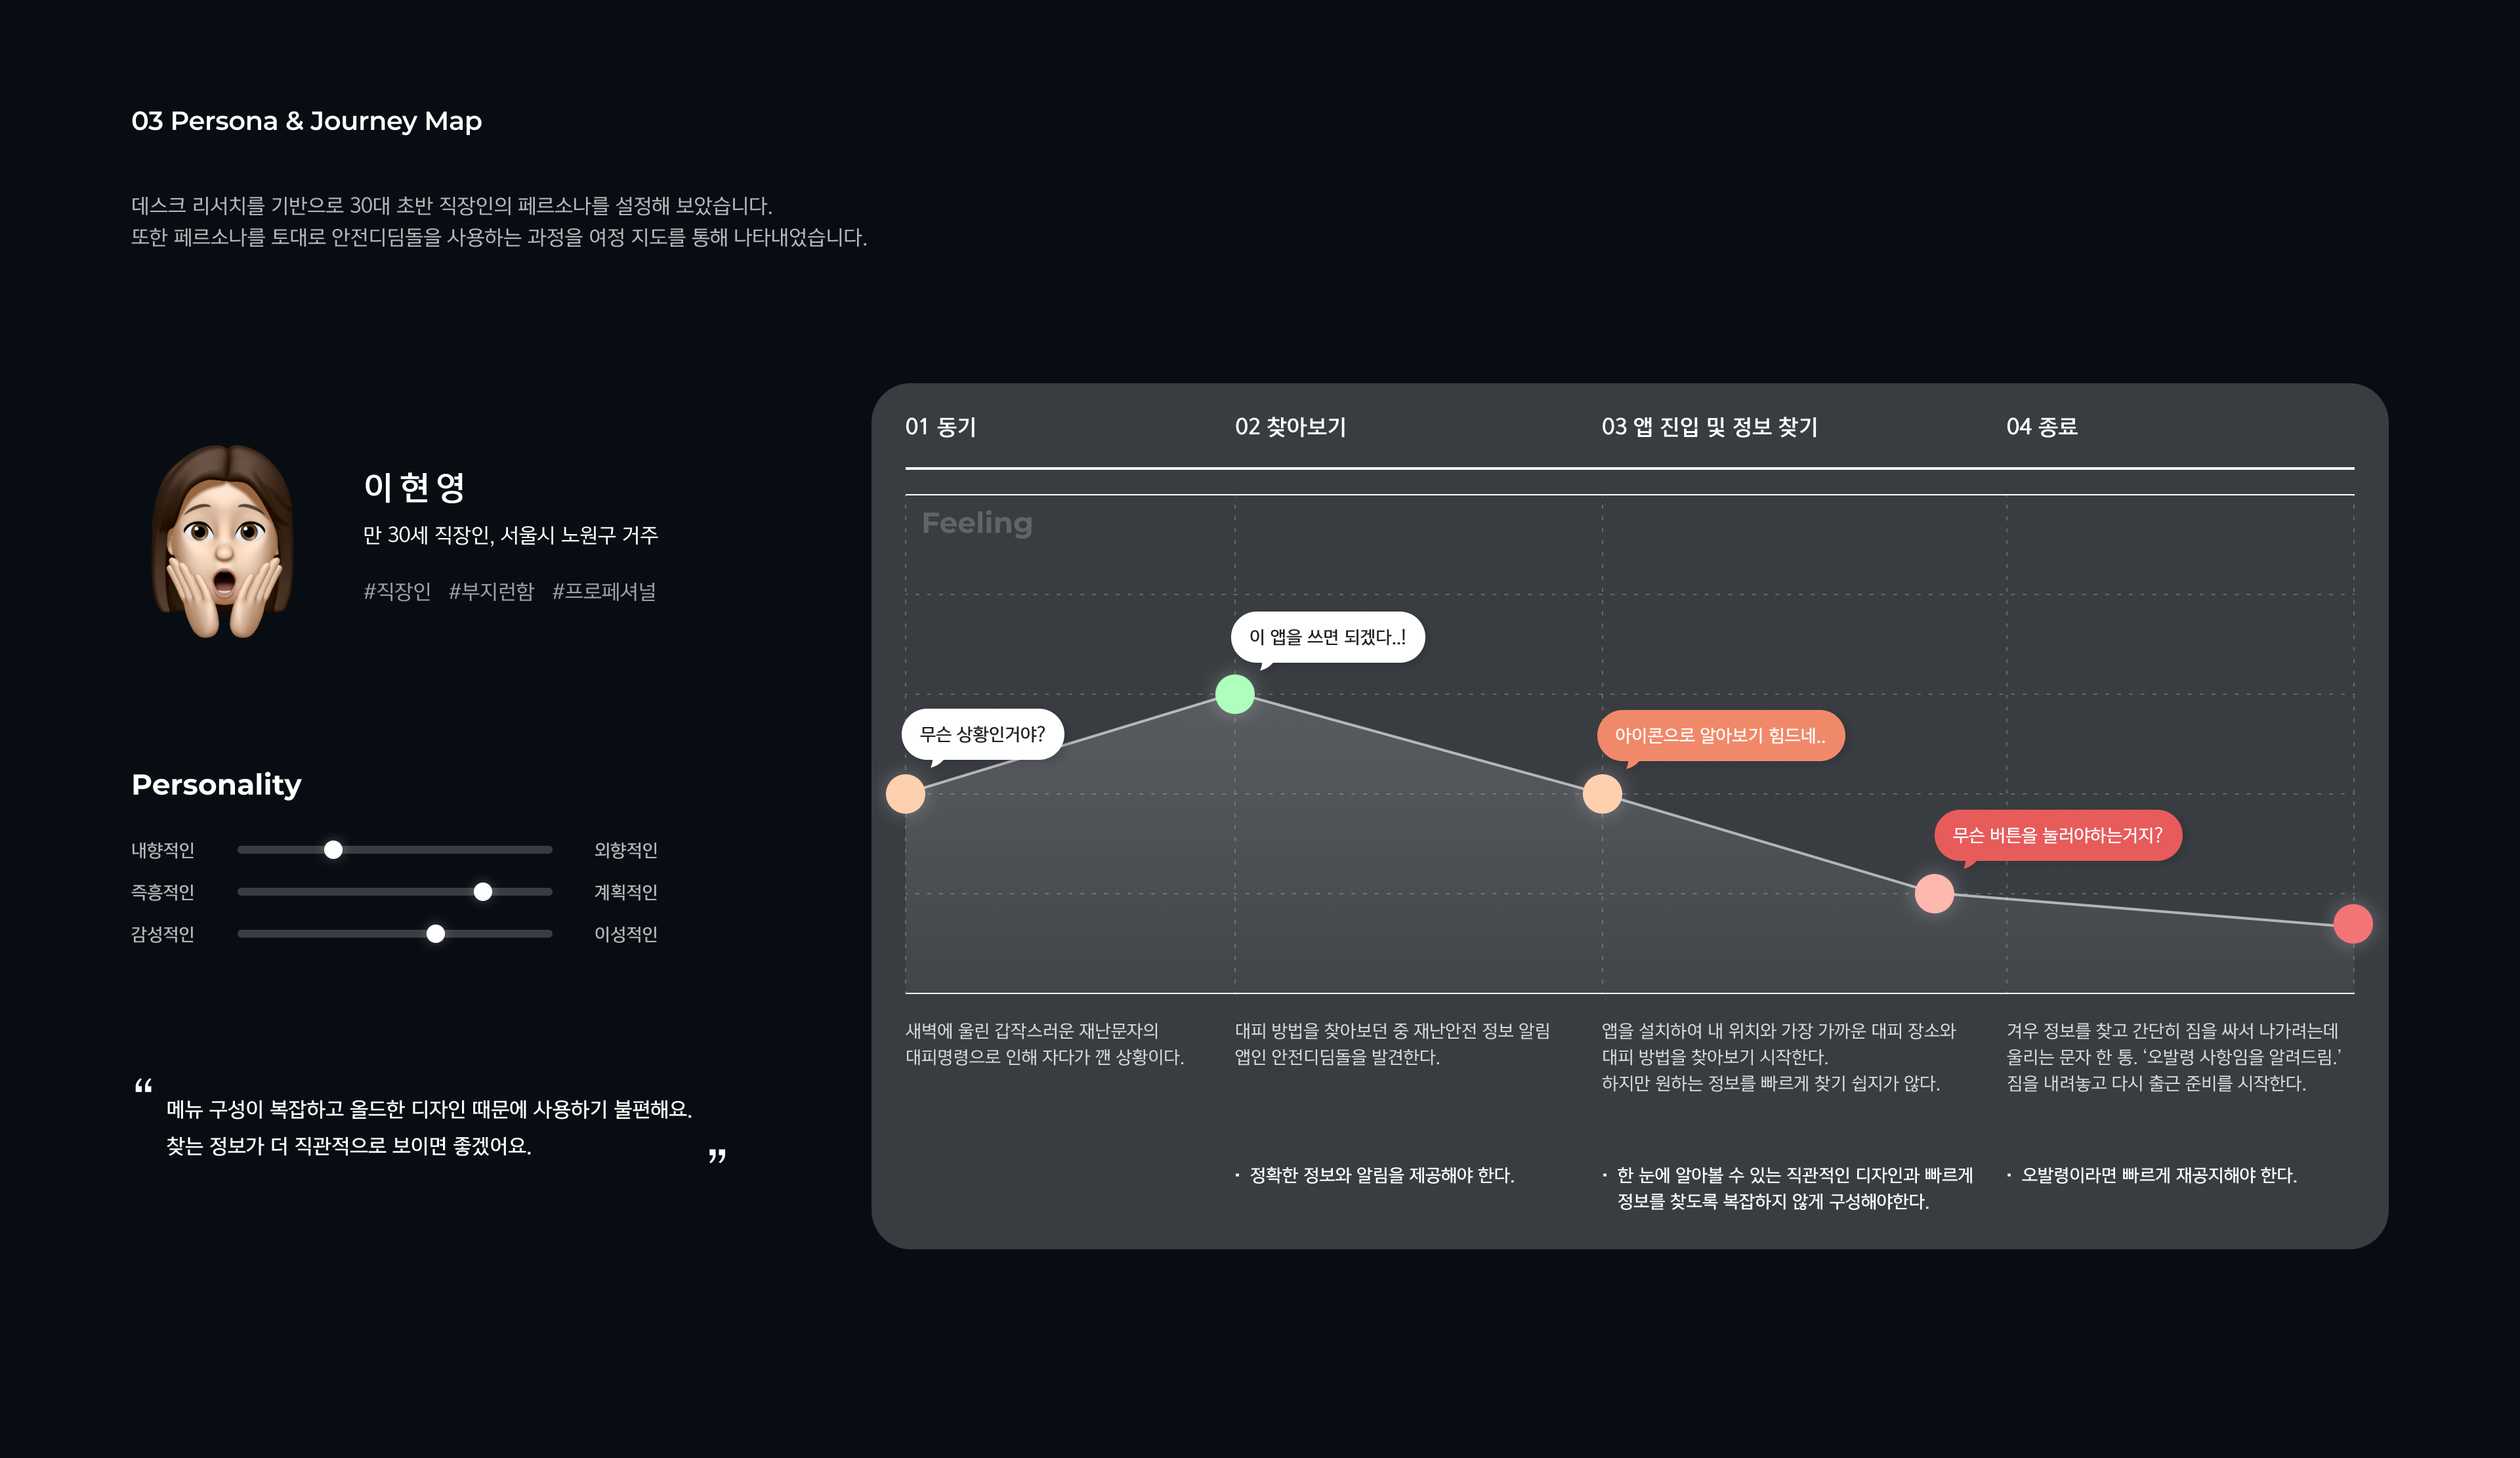 03 Persona & Journey Map
데스크 리서치를 기반으로 30대 초반 직장인의 페르소나를 설정해 보았습니다.
또한 페르소나를 토대로 안전디딤돌을 사용하는 과정을 여정 지도를 통해 나타내었습니다.
이현영
만 30세 직장인, 서울시 노원구 거주
#직장인 #부지런함 #프로페셔널
Personality
내향적인 외향적인
즉흥적인 계획적인
감성적인 이성적인
“
메뉴 구성이 복잡하고 올드한 디자인 때문에 사용하기 불편해요.
찾는 정보가 더 직관적으로 보이면 좋겠어요.
”
01 동기
02 찾아보기
03 앱 진입 및 정보 찾기
04 종료
Feeling
무슨 상황인거야?
이 앱을 쓰면 되겠다..!
아이콘으로 알아보기 힘드네..
무슨 버튼을 눌러야하는거지?
새벽에 울린 갑작스러운 재난문자의
대피명령으로 인해 자다가 깬 상황이다.
대피 방법을 찾아보던 중 재난안전 정보 알림
앱인 안전디딤돌을 발견한다.
앱을 설치하여 내 위치와 가장 가까운 대피 장소와
대피 방법을 찾아보기 시작한다.
하지만 원하는 정보를 빠르게 찾기 쉽지가 않다.
겨우 정보를 찾고 간단히 짐을 싸서 나가려는데
울리는 문자 한 통. ‘오발령 사항임을 알려드림.’
짐을 내려놓고 다시 출근 준비를 시작한다.
· 정확한 정보와 알림을 제공해야 한다.
· 한 눈에 알아볼 수 있는 직관적인 디자인과 빠르게
정보를 찾도록 복잡하지 않게 구성해야한다.
· 오발령이라면 빠르게 재공지해야 한다.